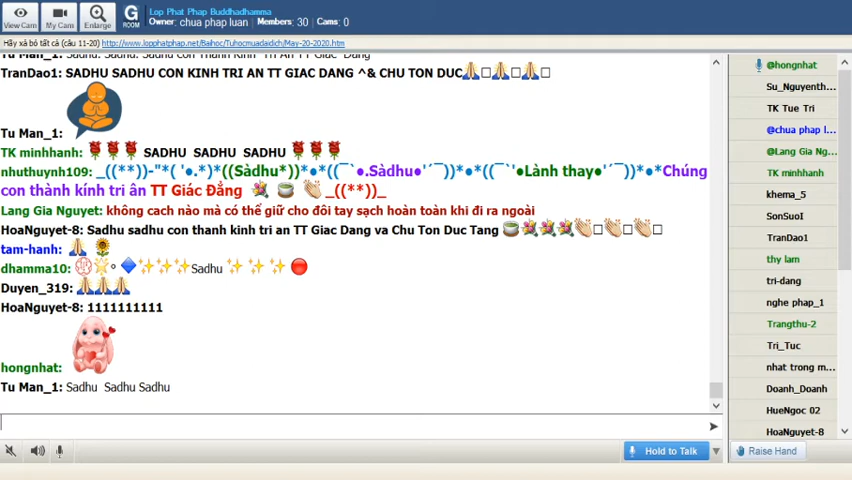 View Cam
My Cam
Enlarge
G
ROOM
Lop Phat Phap Buddhadhamma
Owner: chua phap luan
Members: 30
Cams: 0
Hãy xả bỏ tất cả (câu 11-20) http://www.lopphatphap.net/Baihoc/Tuhocmuadaidich/May-20-2020.htm
TranDao1: SADHU SADHU CON KINH TRI AN TT GIAC DANG ^& CHU TON DUC🙏□🙏□🙏□
Tu Man_1:
TK minhhanh: 🌹🌹🌹 SADHU SADHU SADHU 🌹🌹🌹
nhuthuynh109: _((**))-"*( '●.*)*((Sàdhu*))*●*((¯`●.Sàdhu●'´¯))*●*((¯`'●Lành thay●'´¯))*●*Chúng
con thành kính tri ân TT Giác Đẳng 💐 🍵 👏 _((**))_
Lang Gia Nguyet: không cach nào mà có thể giữ cho đôi tay sạch hoàn toàn khi đi ra ngoài
HoaNguyet-8: Sadhu sadhu con thanh kinh tri an TT Giac Dang va Chu Ton Duc Tang 🍵💐💐💐👏□👏□👏□
tam-hanh: 🙏 🌻
dhamma10: Sadhu
Duyen_319: 🙏🙏🙏
HoaNguyet-8: 1111111111
hongnhat:
Tu Man_1: Sadhu Sadhu Sadhu
Hold to Talk
@hongnhat
Su_Nguyenth...
TK Tue Tri
@chua phap l...
@Lang Gia Ng...
TK minhhanh
khema_5
SonSuoI
TranDao1
thy lam
tri-dang
nghe phap_1
Trangthu-2
Tri_Tuc
nhat trong m...
Doanh_Doanh
HueNgoc 02
HoaNguyet-8
Raise Hand